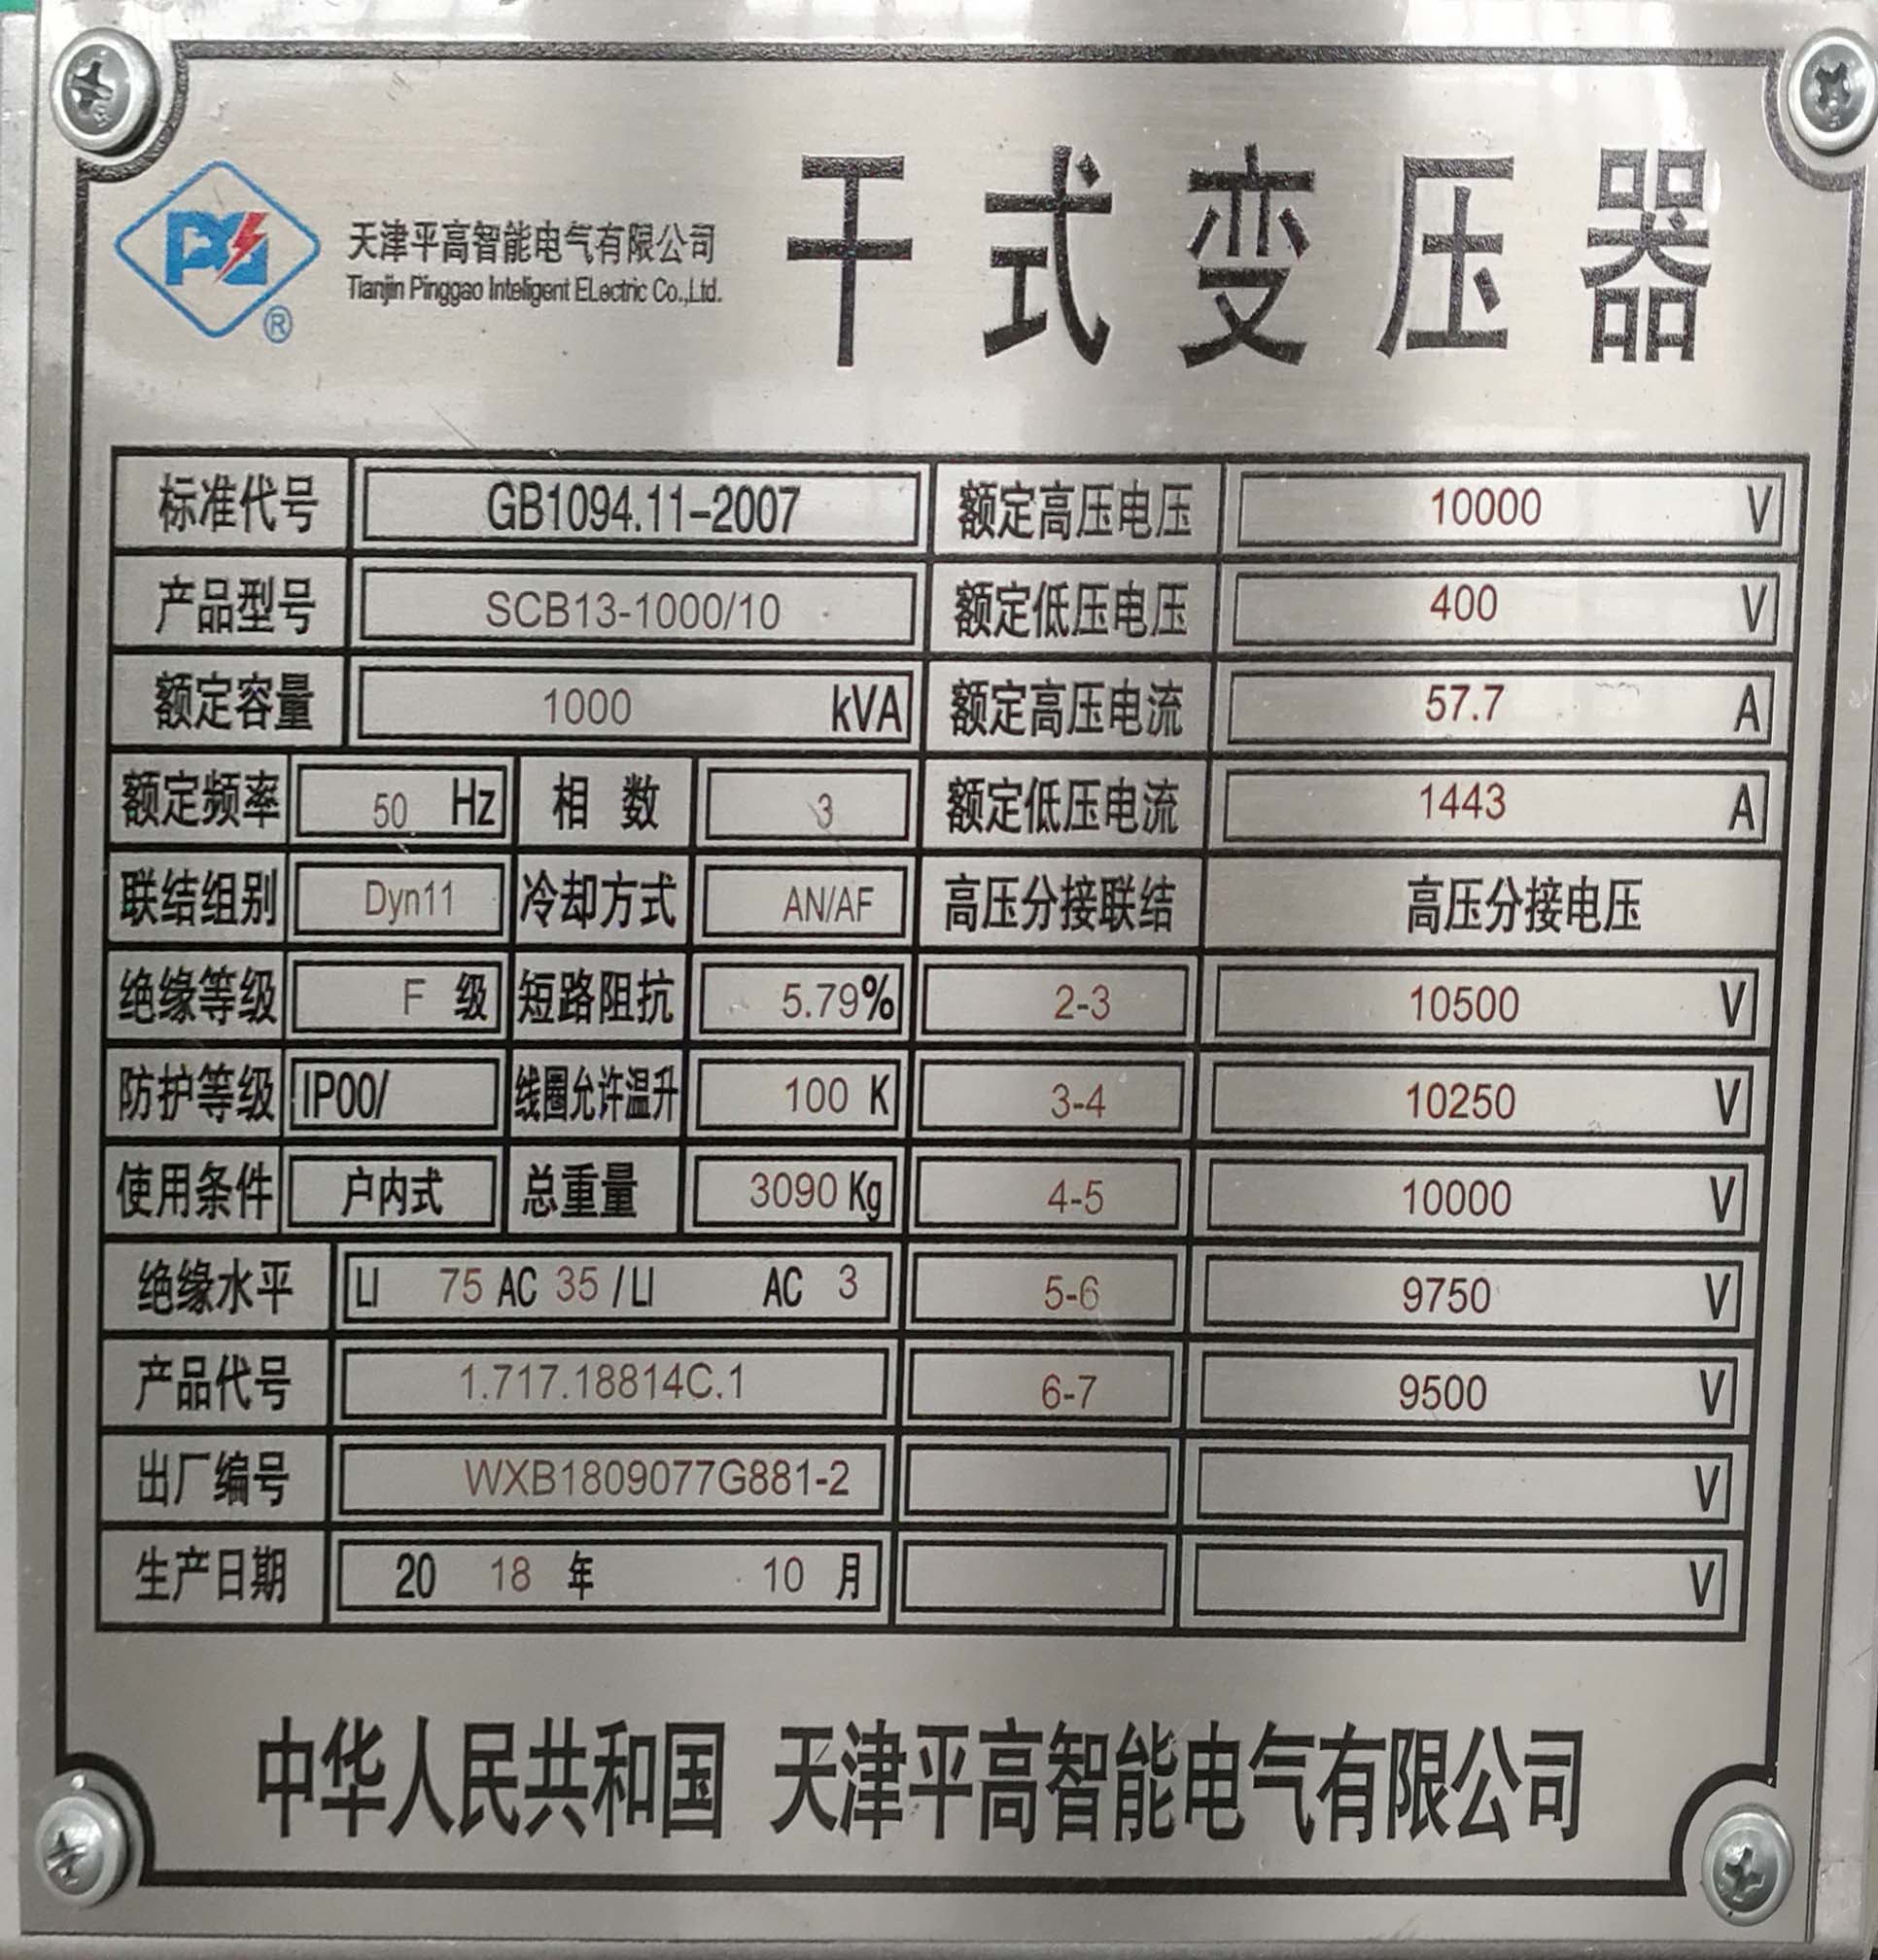 天津平高智能电气有限公司
Tianjin Pinggao Inteligent ELectric Co.,Ltd.
®
干式变压器
标准代号 GB1094.11-2007 额定高压电压 10000 V
产品型号 SCB13-1000/10 额定低压电压 400 V
额定容量 1000 kVA 额定高压电流 57.7 A
额定频率 50 Hz 相数 3 额定低压电流 1443 A
联结组别 Dyn11 冷却方式 AN/AF 高压分接联结 高压分接电压
绝缘等级 F 级 短路阻抗 5.79% 2-3 10500 V
防护等级 IP00/ 线圈允许温升 100 K 3-4 10250 V
使用条件 户内式 总重量 3090 Kg 4-5 10000 V
绝缘水平 LI 75 AC 35 / LI AC 3 5-6 9750 V
产品代号 1.717.18814C.1 6-7 9500 V
出厂编号 WXB1809077G881-2 V
生产日期 20 18 年 10 月 V
中华人民共和国 天津平高智能电气有限公司